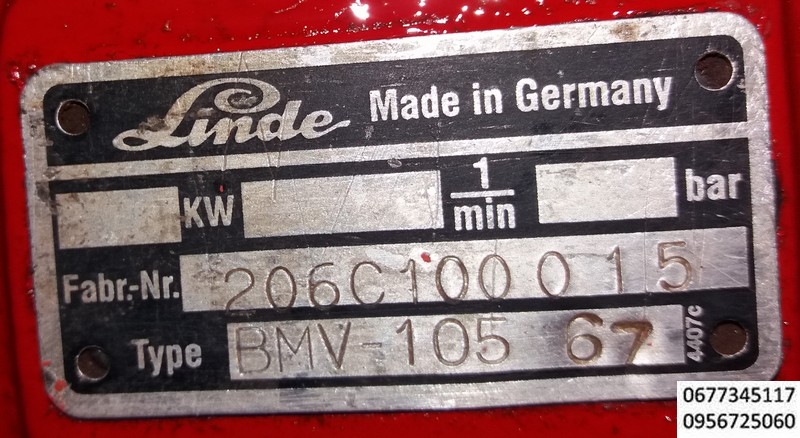 Linde Made in Germany
KW 1/min bar
Fabr.-Nr. 206C100 015
Type BMV-105 67
4407c
0677345117
0956725060